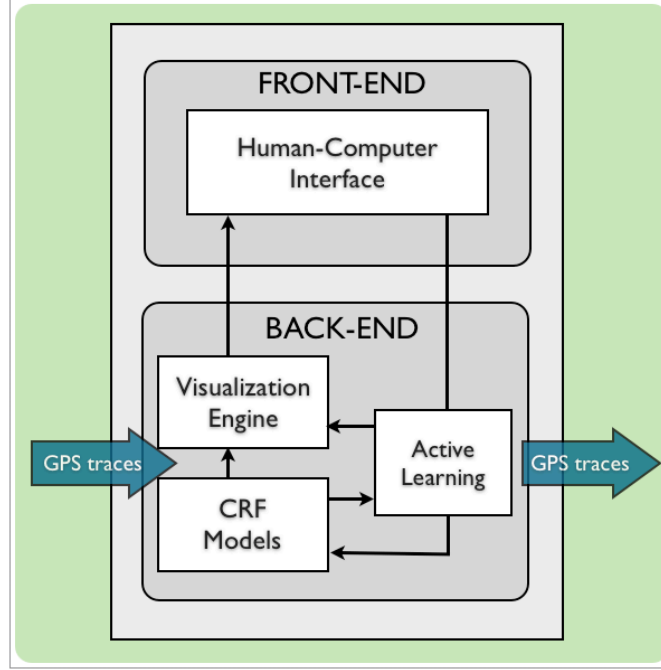 FRONT-END
Human-Computer
Interface
BACK-END
Visualization
Engine
GPS traces
Active
Learning
GPS traces
CRF
Models